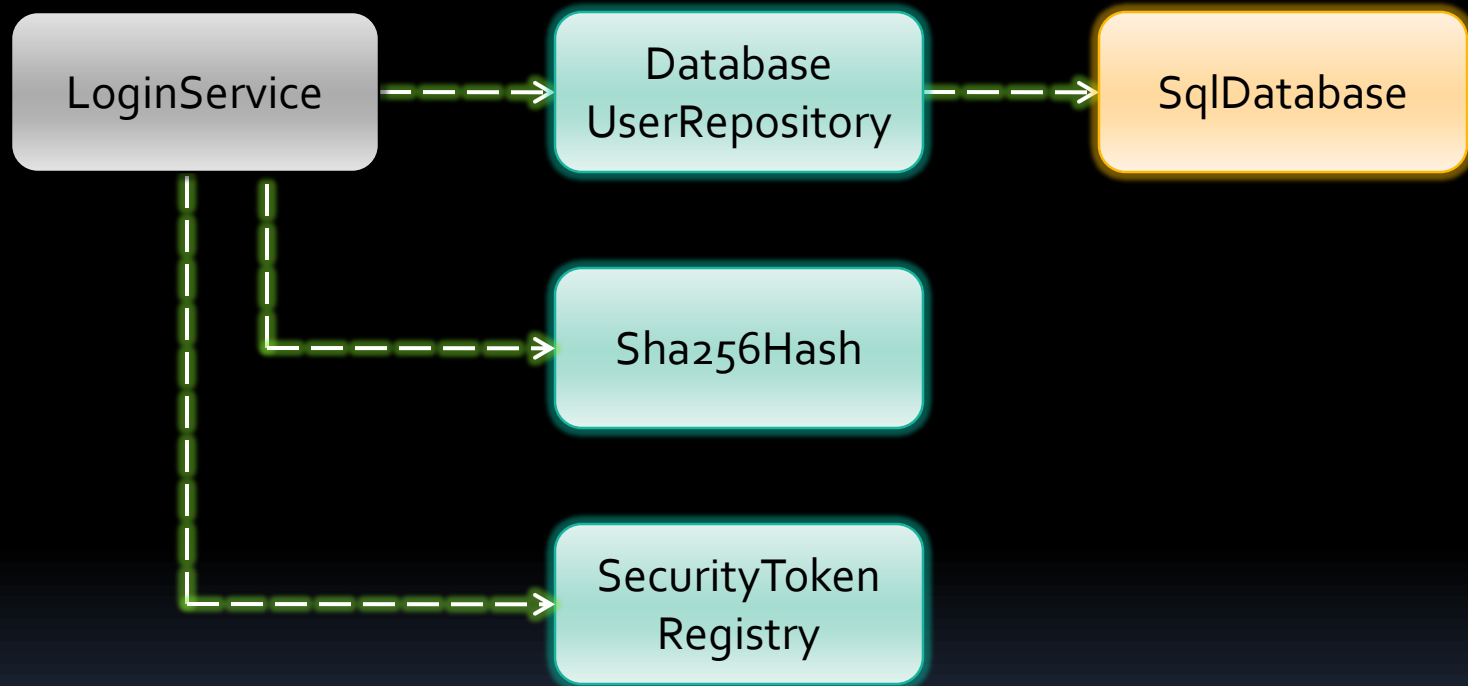 LoginService
Database
UserRepository
SqlDatabase
Sha256Hash
SecurityToken
Registry